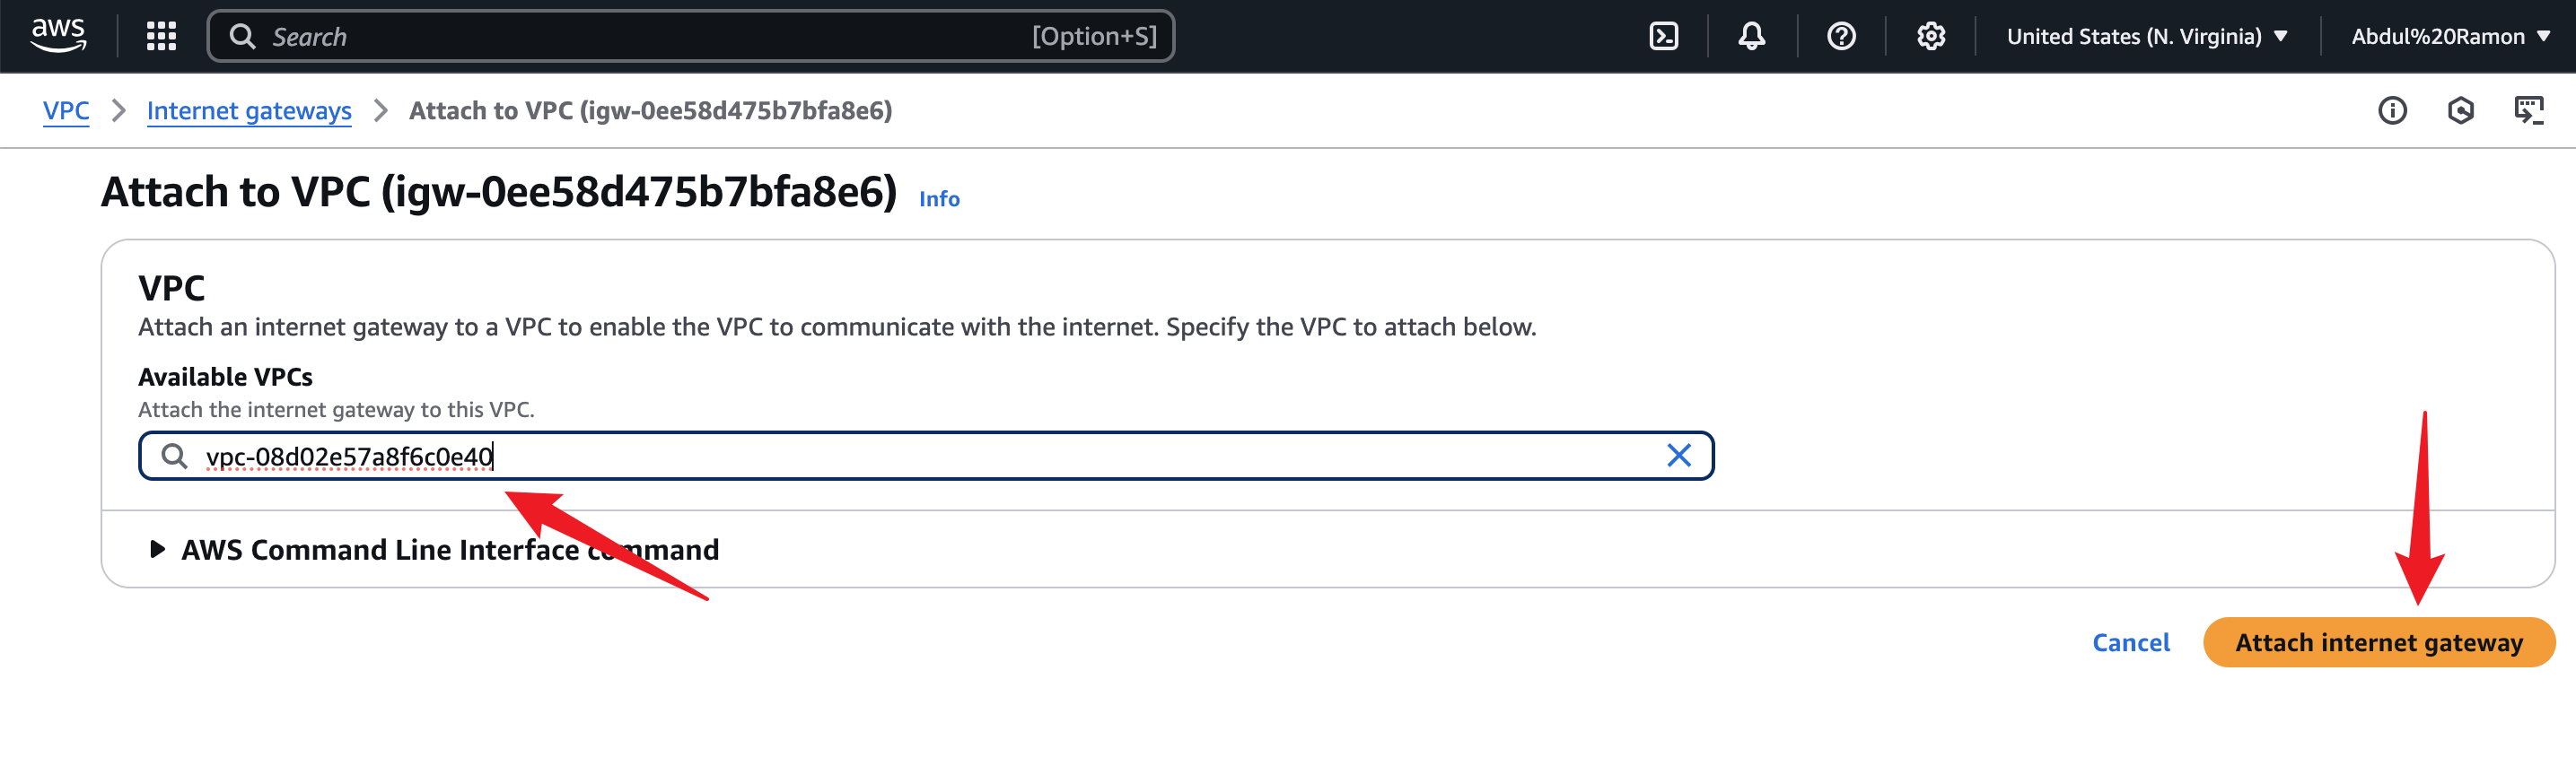 aws
Search [Option+S]
United States (N. Virginia)
Abdul%20Ramon
VPC
Internet gateways
Attach to VPC (igw-0ee58d475b7bfa8e6)
Attach to VPC (igw-0ee58d475b7bfa8e6) Info
VPC
Attach an internet gateway to a VPC to enable the VPC to communicate with the internet. Specify the VPC to attach below.
Available VPCs
Attach the internet gateway to this VPC.
vpc-08d02e57a8f6c0e40
AWS Command Line Interface command
Cancel
Attach internet gateway